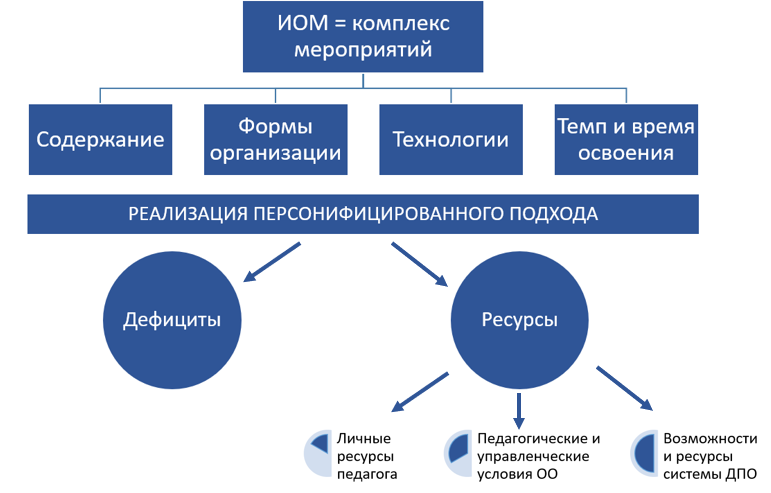 ИОМ = комплекс
мероприятий
Содержание
Формы
организации
Технологии
Темп и время
освоения
РЕАЛИЗАЦИЯ ПЕРСОНИФИЦИРОВАННОГО ПОДХОДА
Дефициты
Ресурсы
Личные
ресурсы
педагога
Педагогические и
управленческие
условия ОО
Возможности
и ресурсы
системы ДПО